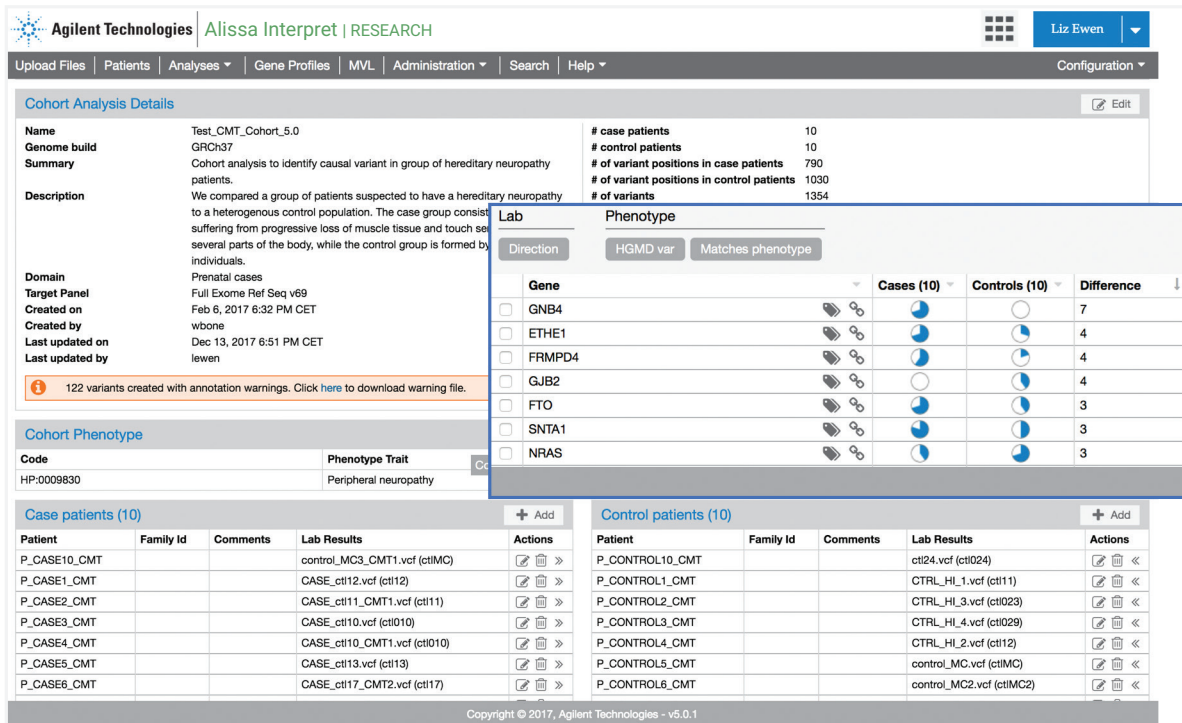 Agilent Technologies Alissa Interpret | RESEARCH
Liz Ewen
Upload Files Patients Analyses Gene Profiles MVL Administration Search Help Configuration
Cohort Analysis Details Edit
Name Test_CMT_Cohort_5.0
Genome build GRCh37
Summary Cohort analysis to identify causal variant in group of hereditary neuropathy
patients.
Description We compared a group of patients suspected to have a hereditary neuropathy
to a heterogenous control population. The case group consist
suffering from progressive loss of muscle tissue and touch
several parts of the body, while the control group is formed by
individuals.
Domain Prenatal cases
Target Panel Full Exome Ref Seq v69
Created on Feb 6, 2017 6:32 PM CET
Created by wbone
Last updated on Dec 13, 2017 6:51 PM CET
Last updated by lewen
# case patients 10
# control patients 10
# of variant positions in case patients 790
# of variant positions in control patients 1030
# of variants 1354
122 variants created with annotation warnings. Click here to download warning file.
Lab Phenotype
Direction HGMD var Matches phenotype
Gene Cases (10) Controls (10) Difference
GNB4 7
ETHE1 4
FRMPD4 4
GJB2 4
FTO 3
SNTA1 3
NRAS 3
Cohort Phenotype
Code Phenotype Trait
HP:0009830 Peripheral neuropathy
Case patients (10) + Add
Patient Family Id Comments Lab Results Actions
P_CASE10_CMT control_MC3_CMT1.vcf (ctlMC)
P_CASE1_CMT CASE_ctl12.vcf (ctl12)
P_CASE2_CMT CASE_ctl11_CMT1.vcf (ctl11)
P_CASE3_CMT CASE_ctl10.vcf (ctl010)
P_CASE4_CMT CASE_ctl10_CMT1.vcf (ctl010)
P_CASE5_CMT CASE_ctl13.vcf (ctl13)
P_CASE6_CMT CASE_ctl17_CMT2.vcf (ctl17)
Control patients (10) + Add
Patient Family Id Comments Lab Results Actions
P_CONTROL10_CMT ctl24.vcf (ctl024)
P_CONTROL1_CMT CTRL_HI_1.vcf (ctl11)
P_CONTROL2_CMT CTRL_HI_3.vcf (ctl023)
P_CONTROL3_CMT CTRL_HI_4.vcf (ctl029)
P_CONTROL4_CMT CTRL_HI_2.vcf (ctl12)
P_CONTROL5_CMT control_MC.vcf (ctlMC)
P_CONTROL6_CMT control_MC2.vcf (ctlMC2)
Copyright © 2017, Agilent Technologies - v5.0.1